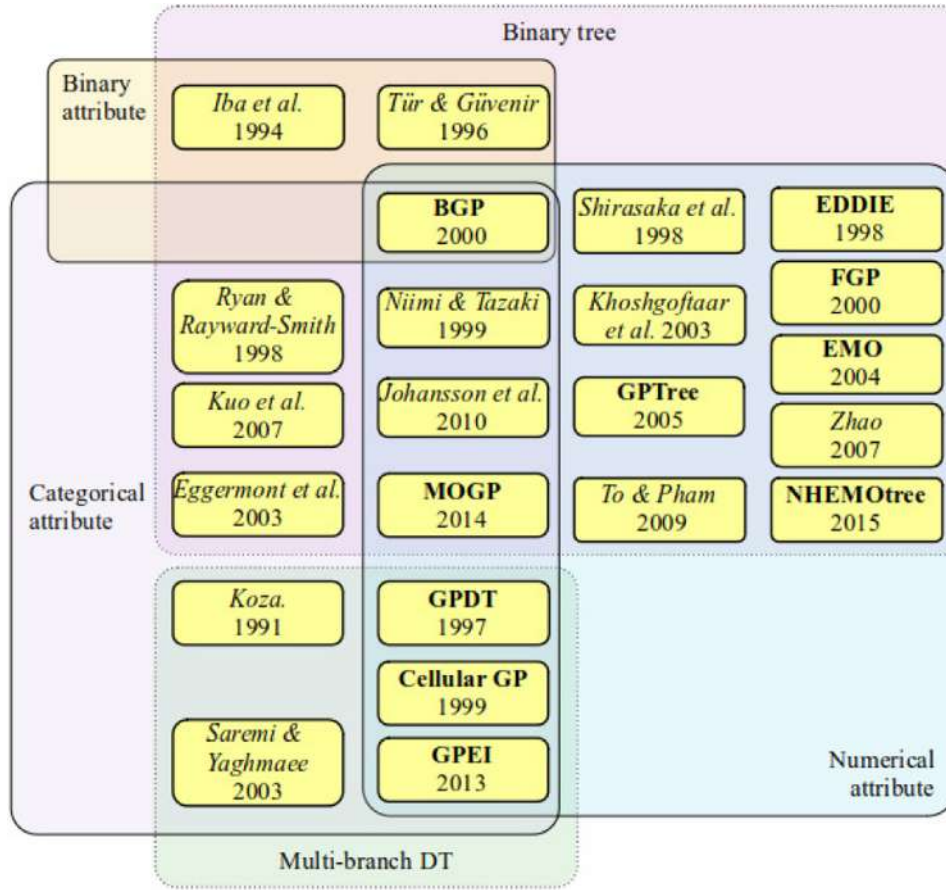 Binary tree
Binary
attribute
Iba et al.
1994
Tür & Güvenir
1996
BGP
2000
Shirasaka et al.
1998
EDDIE
1998
Ryan &
Rayward-Smith
1998
Niimi & Tazaki
1999
Khoshgoftaar
et al. 2003
FGP
2000
EMO
2004
Kuo et al.
2007
Johansson et al.
2010
GPTree
2005
Zhao
2007
Categorical
attribute
Eggermont et al.
2003
MOGP
2014
To & Pham
2009
NHEMOtree
2015
Koza.
1991
GPDT
1997
Cellular GP
1999
Saremi &
Yaghmaee
2003
GPEI
2013
Numerical
attribute
Multi-branch DT